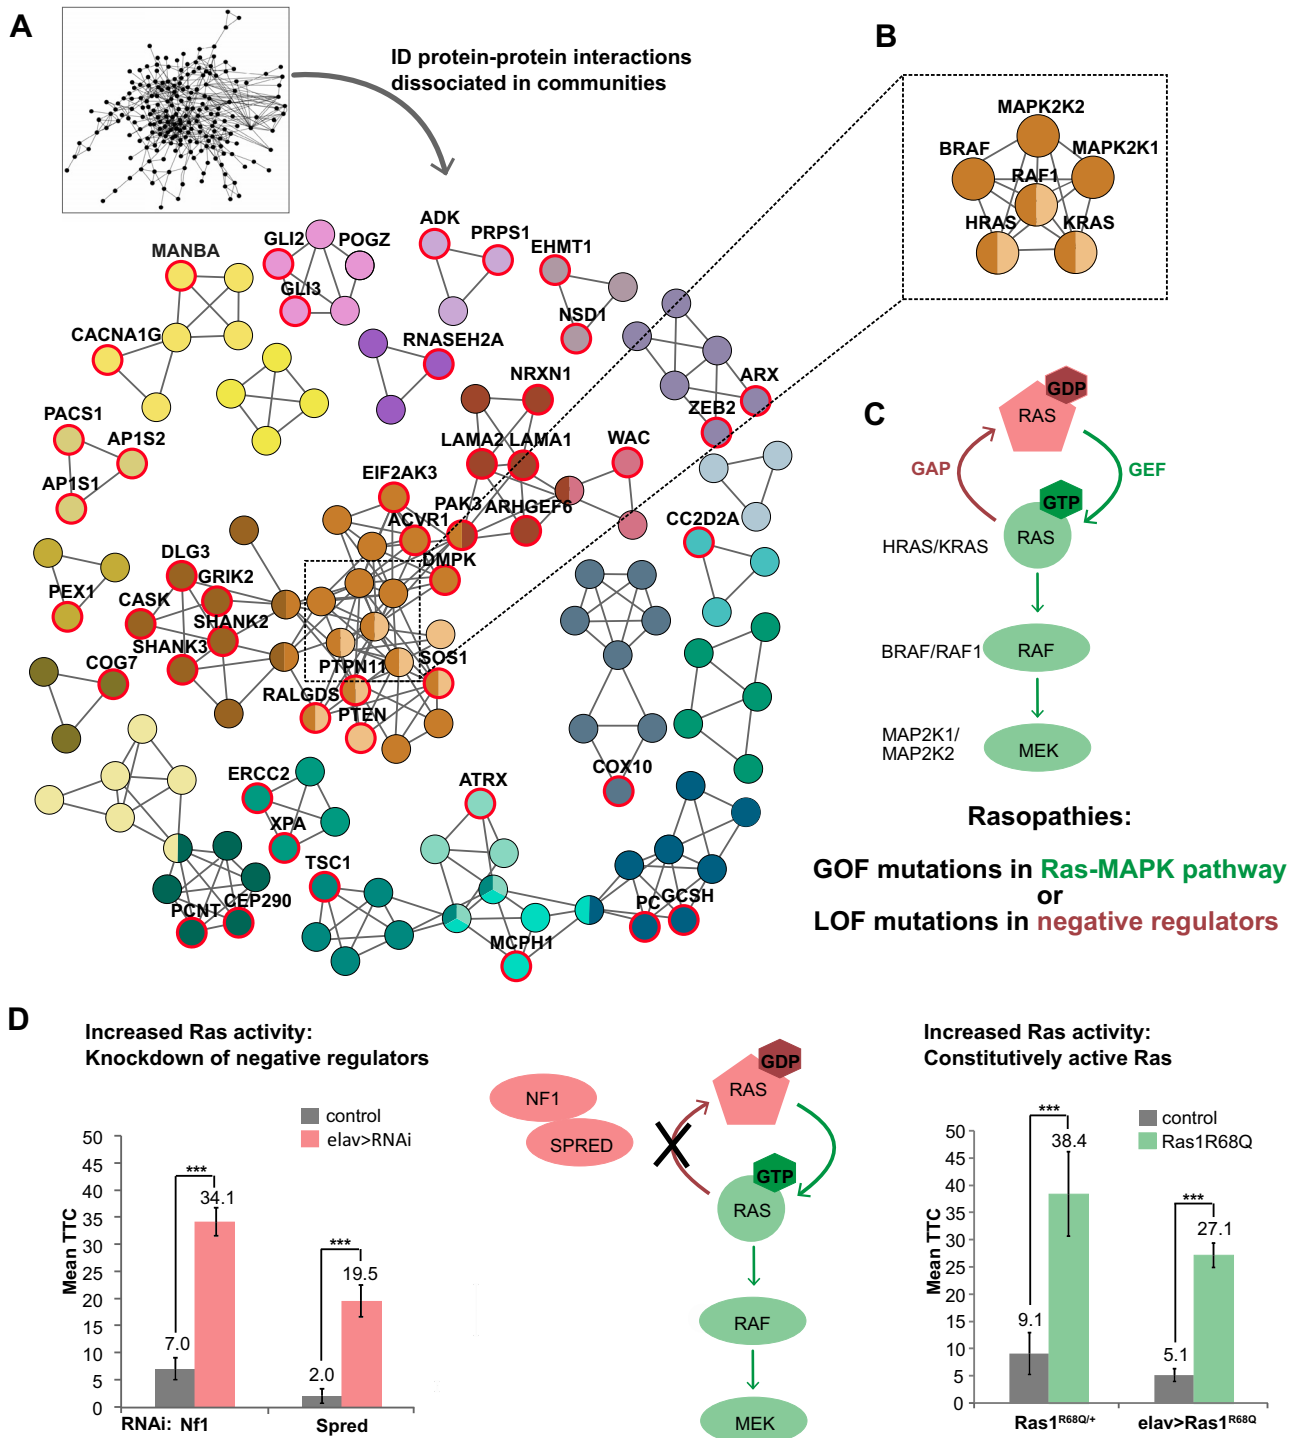 A
ID protein-protein interactions
dissociated in communities
B
MAPK2K2
BRAF
MAPK2K1
RAF1
HRAS
KRAS
MANBA
GLI2
POGZ
GLI3
ADK
PRPS1
EHMT1
NSD1
CACNA1G
RNASEH2A
NRXN1
ARX
ZEB2
PACS1
AP1S2
AP1S1
LAMA2
LAMA1
WAC
EIF2AK3
PAK3
ARHGEF6
ACVR1
DMPK
CC2D2A
DLG3
GRIK2
PEX1
CASK
SHANK2
SHANK3
COG7
PTPN11
SOS1
RALGDS
PTEN
COX10
ERCC2
XPA
ATRX
TSC1
PCNT
CEP290
MCPH1
PC
GCSH
C
GDP
RAS
GAP
GEF
GTP
RAS
HRAS/KRAS
BRAF/RAF1
RAF
MAP2K1/
MAP2K2
MEK
Rasopathies:
GOF mutations in Ras-MAPK pathway
or
LOF mutations in negative regulators
D
Increased Ras activity:
Knockdown of negative regulators
control
elav>RNAi
Mean TTC
50
45
40
35
30
25
20
15
10
5
0
***
34.1
7.0
***
19.5
2.0
RNAi: Nf1
Spred
NF1
SPRED
GDP
RAS
GTP
RAS
RAF
MEK
Increased Ras activity:
Constitutively active Ras
control
Ras1R68Q
Mean TTC
50
45
40
35
30
25
20
15
10
5
0
***
38.4
9.1
***
27.1
5.1
Ras1R68Q/+
elav>Ras1R68Q